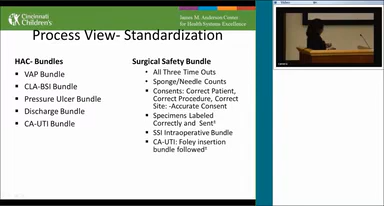 Cincinnati
Children's
James M. Anderson Center
for Health Systems Excellence
Process View- Standardization
HAC- Bundles
VAP Bundle
CLA-BSI Bundle
Pressure Ulcer Bundle
Discharge Bundle
CA-UTI Bundle
Surgical Safety Bundle
All Three Time Outs
Sponge/Needle Counts
Consents: Correct Patient,
Correct Procedure, Correct
Site: -Accurate Consent
Specimens Labeled
Correctly and Sent³
SSI Intraoperative Bundle
CA-UTI: Foley insertion
bundle followed³